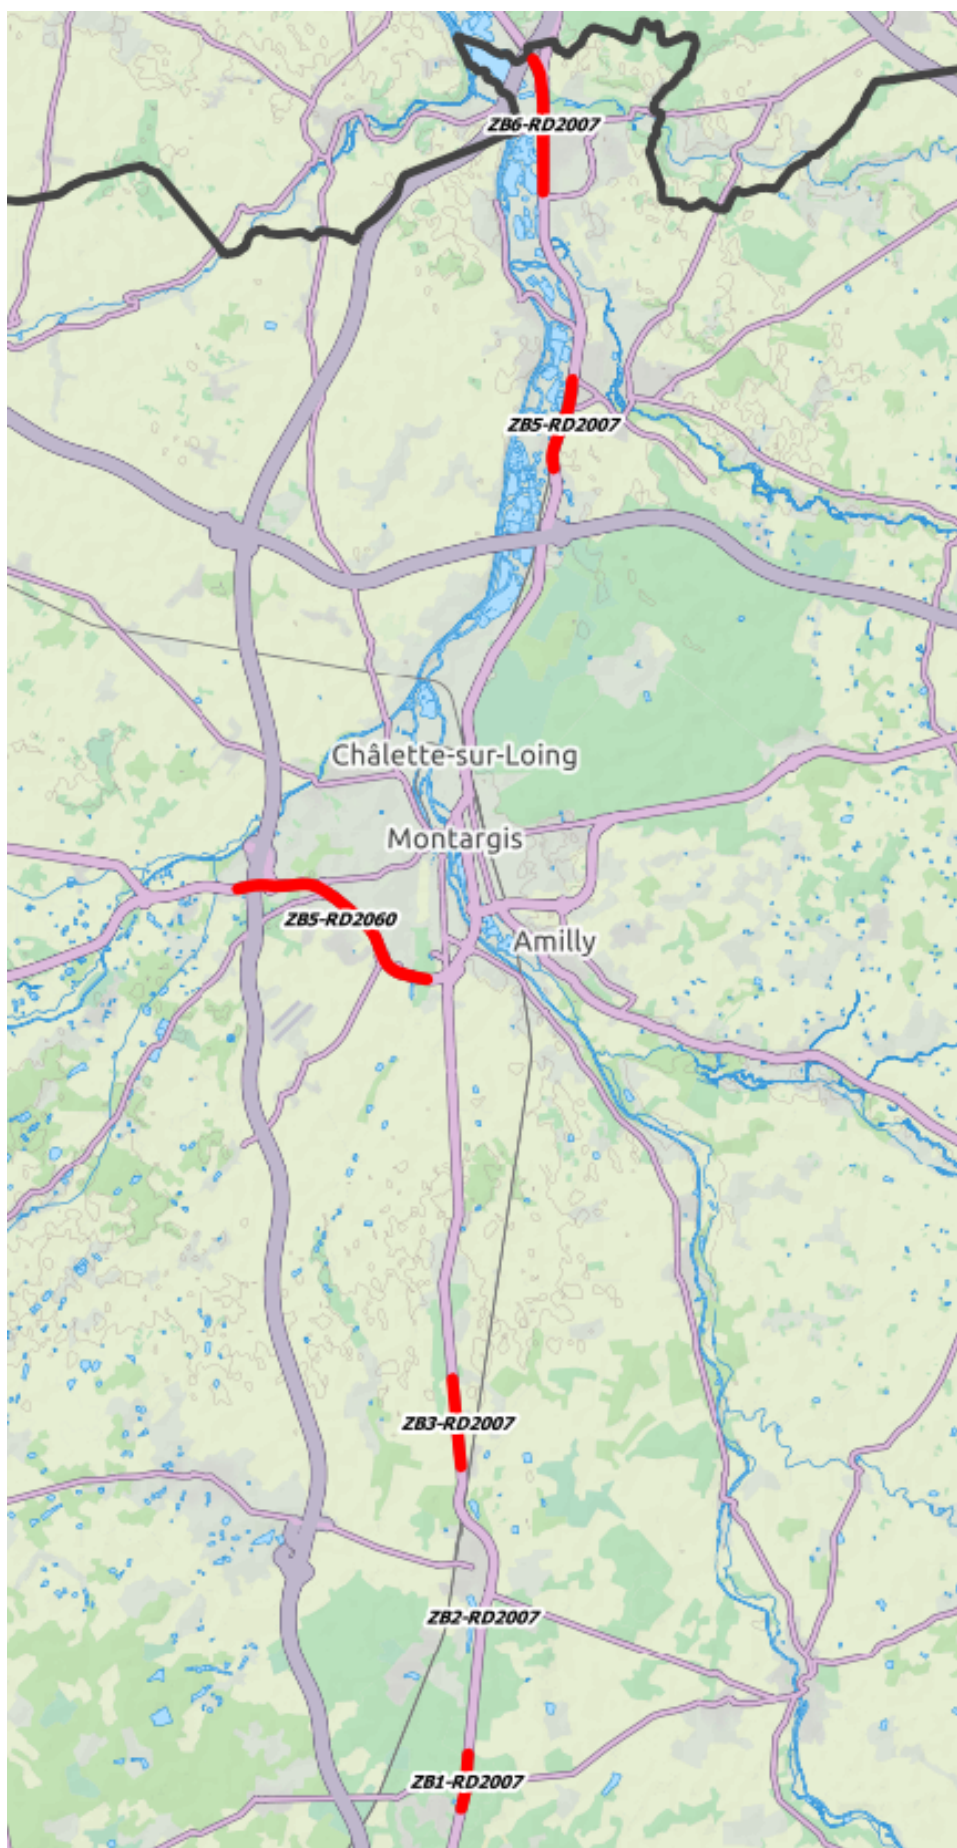 ZB6-RD2007
ZB5-RD2007
Châlette-sur-Loing
Montargis
ZB5-RD2060
Amilly
ZB3-RD2007
ZB2-RD2007
ZB1-RD2007